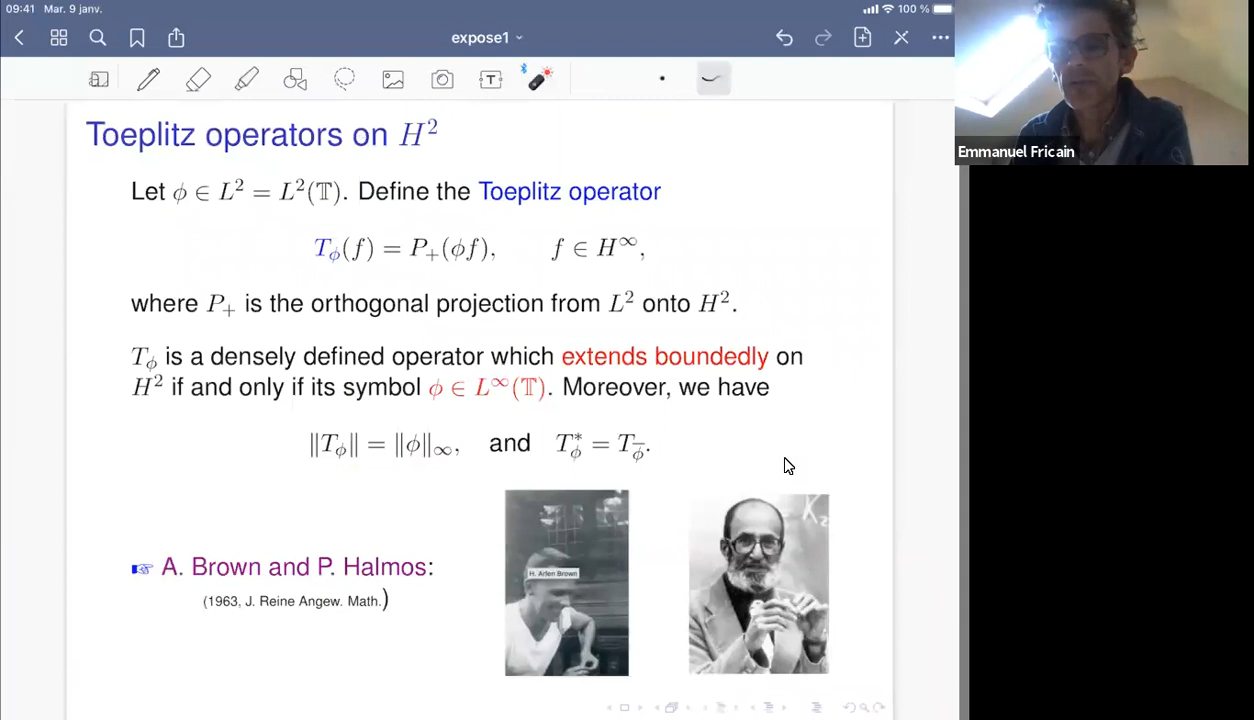 09:41 Mar. 9 janv.
100 %
expose1
T
Emmanuel Fricain
Toeplitz operators on H²
Let ϕ ∈ L² = L²(𝕋). Define the Toeplitz operator
T_ϕ(f) = P₊(ϕf), f ∈ H^∞,
where P₊ is the orthogonal projection from L² onto H².
T_ϕ is a densely defined operator which extends boundedly on
H² if and only if its symbol ϕ ∈ L^∞(𝕋). Moreover, we have
‖T_ϕ‖ = ‖ϕ‖_∞, and T_ϕ^* = T_ϕ̅.
K₂
H. Arlen Brown
☞ A. Brown and P. Halmos:
(1963, J. Reine Angew. Math.)